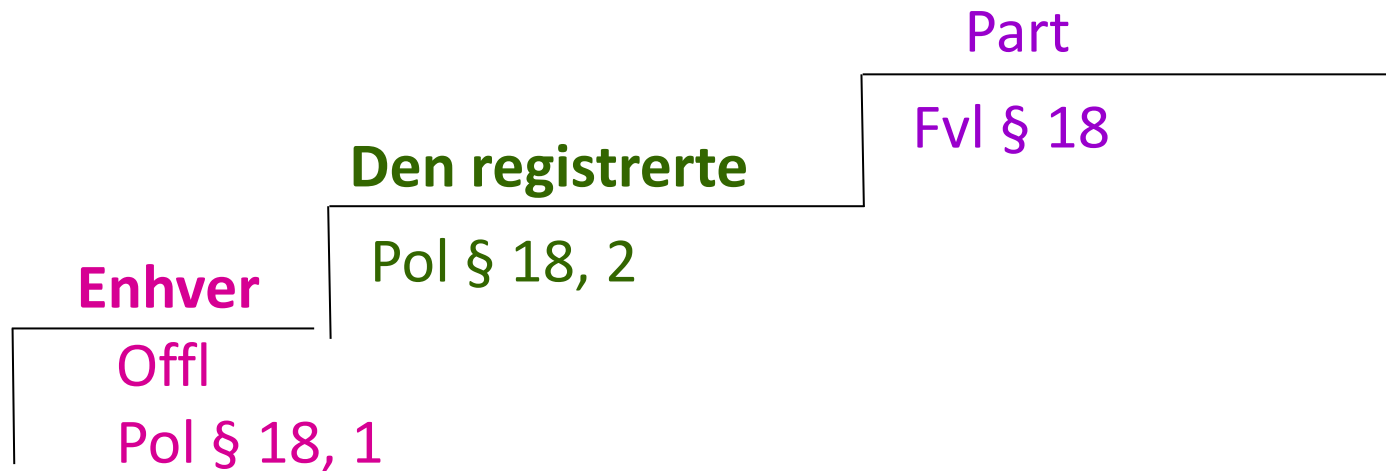 Enhver
Offl
Pol § 18, 1
Den registrerte
Pol § 18, 2
Part
Fvl § 18